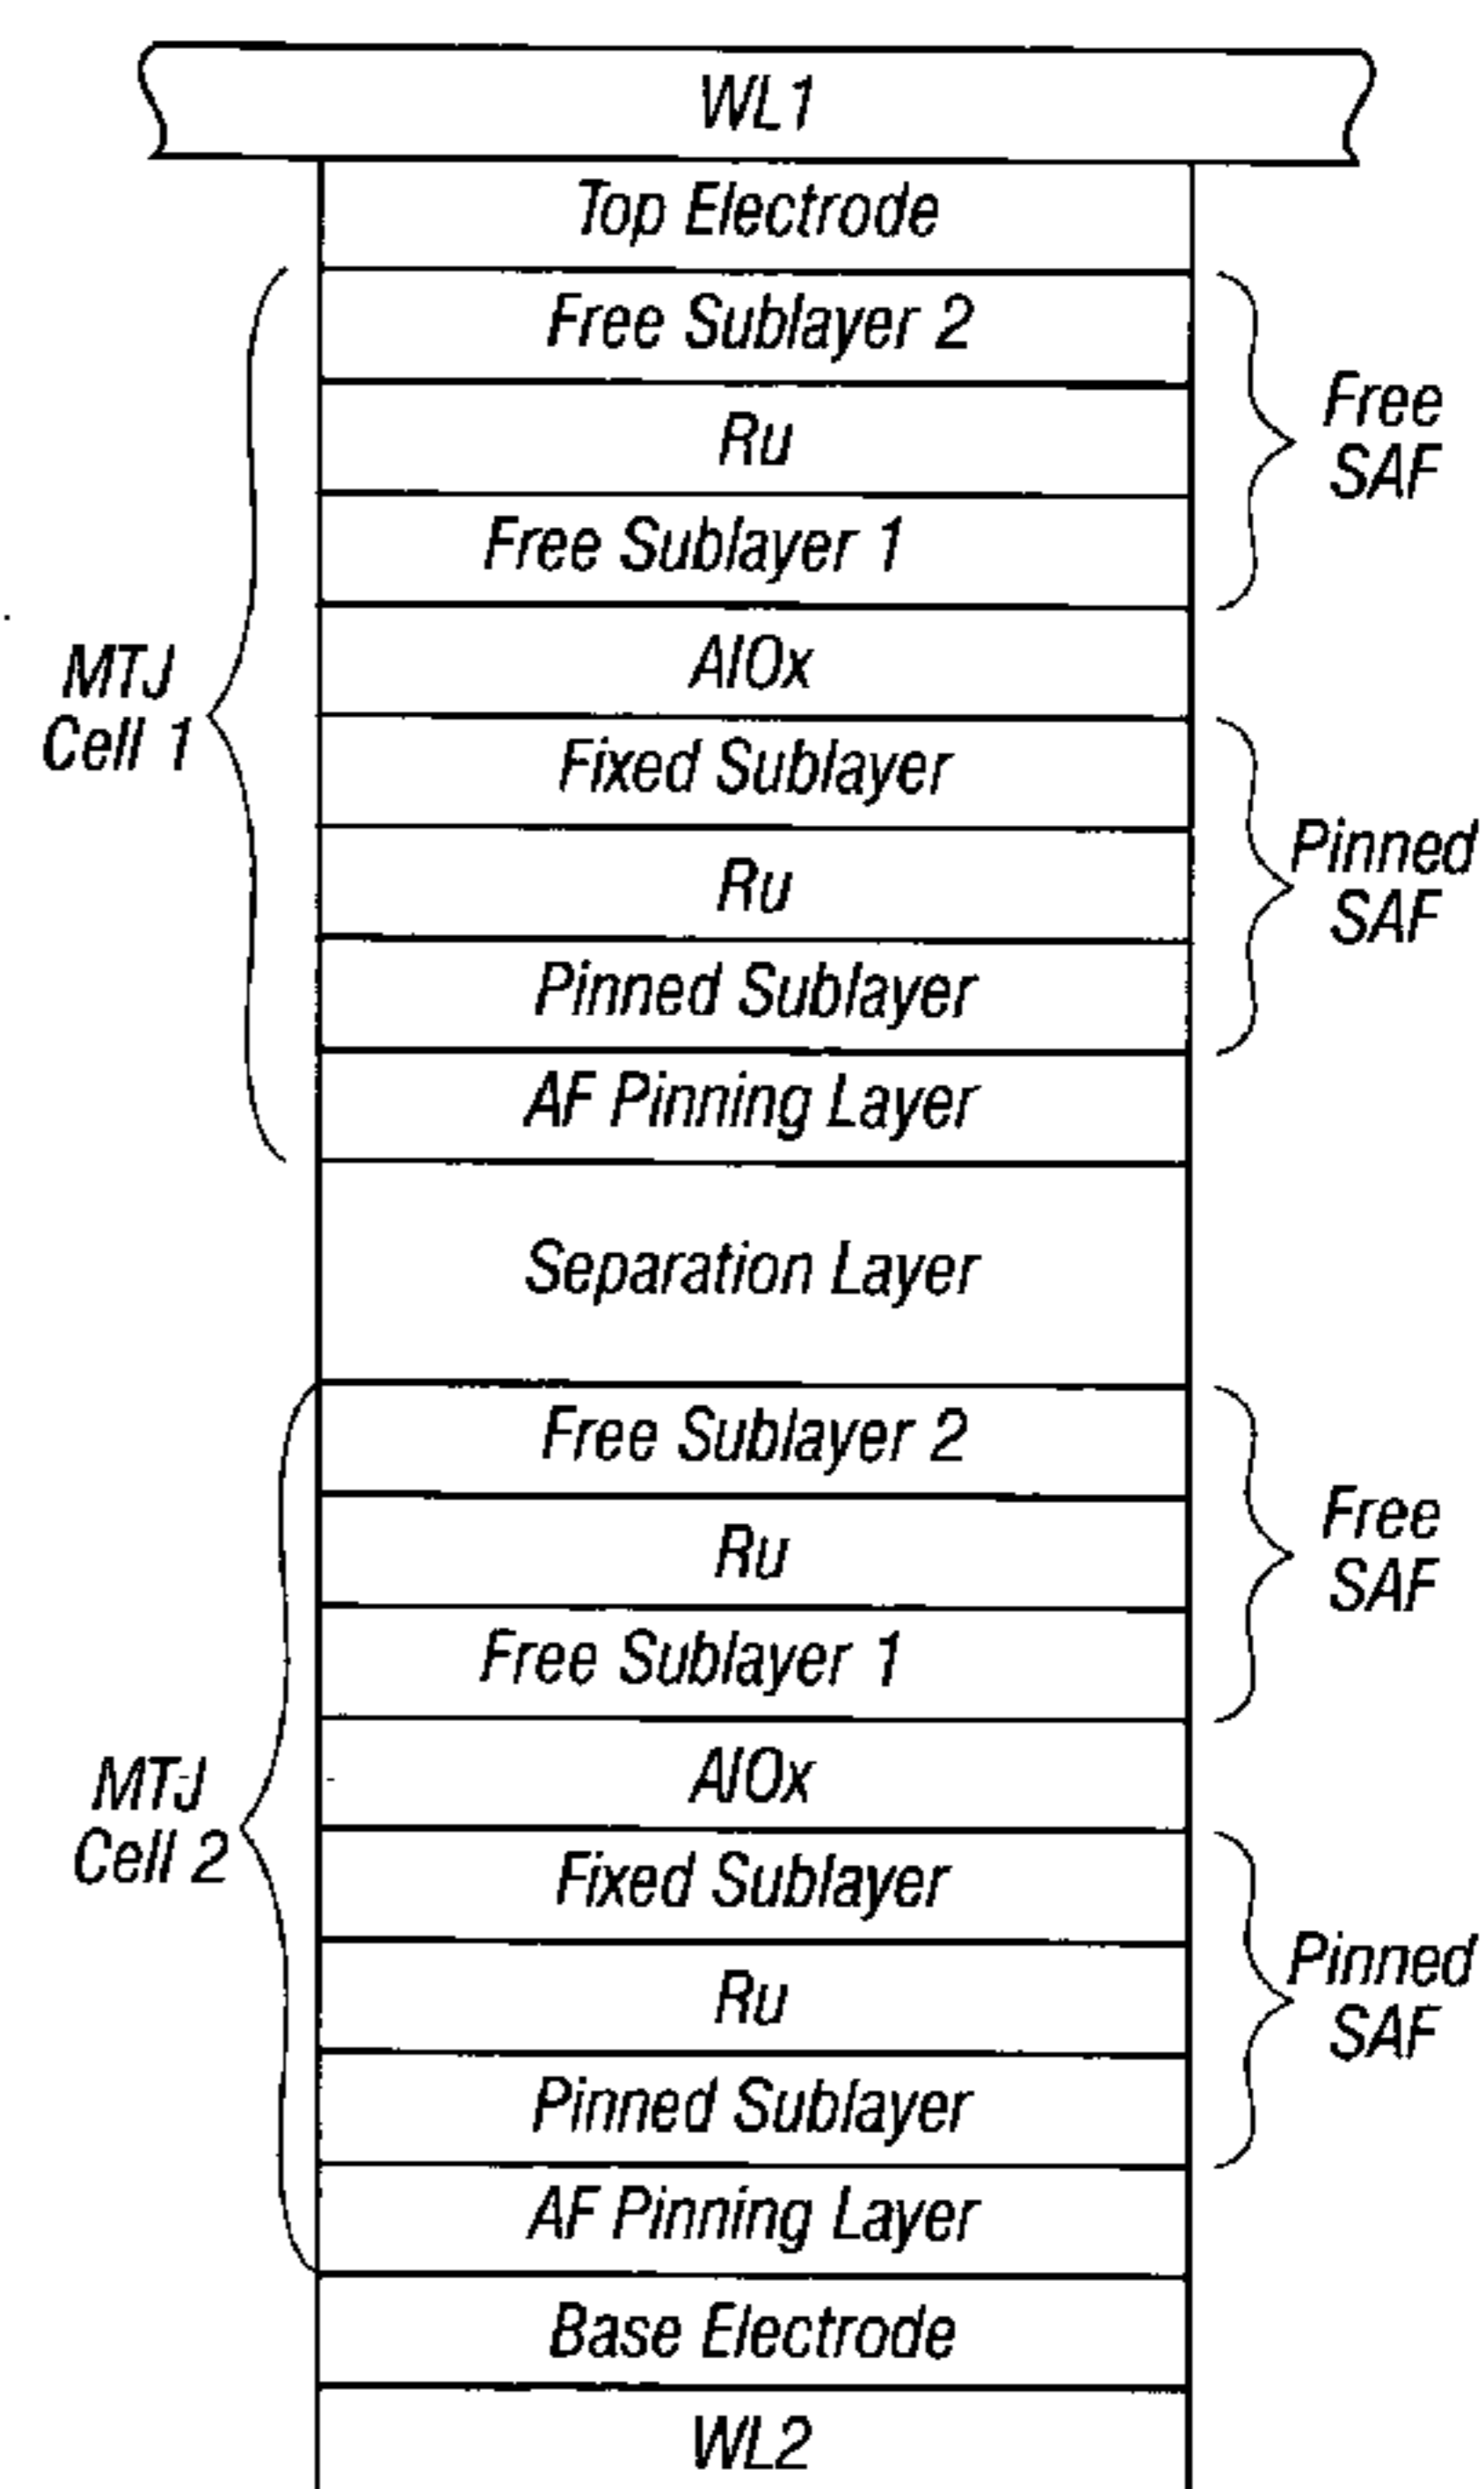 WL1
Top Electrode
Free Sublayer 2
Ru
Free Sublayer 1
Free
SAF
AlOx
MTJ
Cell 1
Fixed Sublayer
Ru
Pinned Sublayer
Pinned
SAF
AF Pinning Layer
Separation Layer
Free Sublayer 2
Ru
Free Sublayer 1
Free
SAF
AlOx
MTJ
Cell 2
Fixed Sublayer
Ru
Pinned Sublayer
Pinned
SAF
AF Pinning Layer
Base Electrode
WL2